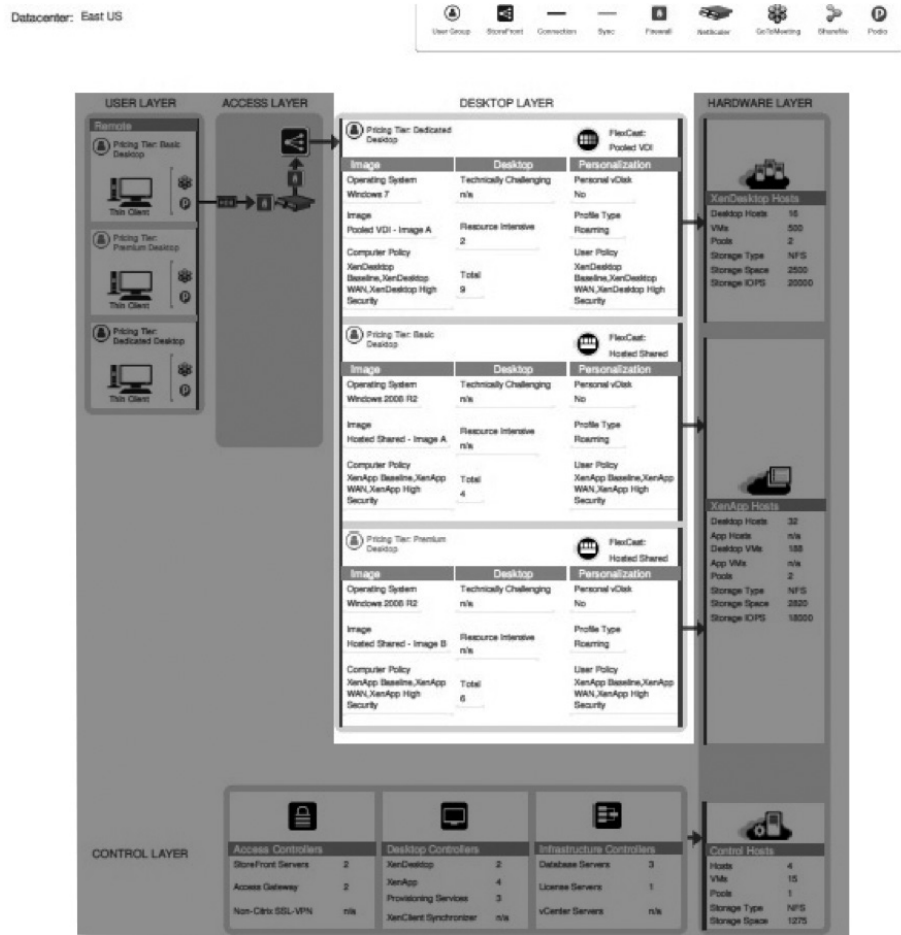 Datacenter: East US
User Group
StoreFront
Connection
Sync
Firewall
NetScaler
GoToMeeting
Sharefile
Podio
USER LAYER
ACCESS LAYER
DESKTOP LAYER
HARDWARE LAYER
Remote
Pricing Tier: Basic
Desktop
Thin Client
Pricing Tier:
Premium Desktop
Thin Client
Pricing Tier:
Dedicated Desktop
Thin Client
Pricing Tier: Dedicated
Desktop
FlexCast:
Pooled VDI
Image
Desktop
Personalization
Operating System
Technically Challenging
Personal vDisk
Windows 7
n/a
No
Image
Resource Intensive
Profile Type
Pooled VDI - Image A
2
Roaming
Computer Policy
User Policy
XenDesktop
Baseline,XenDesktop
WAN,XenDesktop High
Security
Total
9
XenDesktop
Baseline,XenDesktop
WAN,XenDesktop High
Security
Pricing Tier: Basic
Desktop
FlexCast:
Hosted Shared
Image
Desktop
Personalization
Operating System
Technically Challenging
Personal vDisk
Windows 2008 R2
n/a
No
Image
Resource Intensive
Profile Type
Hosted Shared - Image A
n/a
Roaming
Computer Policy
User Policy
XenApp Baseline,XenApp
WAN,XenApp High
Security
Total
4
XenApp Baseline,XenApp
WAN,XenApp High
Security
Pricing Tier: Premium
Desktop
FlexCast:
Hosted Shared
Image
Desktop
Personalization
Operating System
Technically Challenging
Personal vDisk
Windows 2008 R2
n/a
No
Image
Resource Intensive
Profile Type
Hosted Shared - Image B
n/a
Roaming
Computer Policy
User Policy
XenApp Baseline,XenApp
WAN,XenApp High
Security
Total
6
XenApp Baseline,XenApp
WAN,XenApp High
Security
XenDesktop Hosts
Desktop Hosts 16
VMs 500
Pools 2
Storage Type NFS
Storage Space 2500
Storage IOPS 20000
XenApp Hosts
Desktop Hosts 32
App Hosts n/a
Desktop VMs 188
App VMs n/a
Pools 2
Storage Type NFS
Storage Space 2820
Storage IOPS 18000
CONTROL LAYER
Access Controllers
StoreFront Servers 2
Access Gateway 2
Non-Citrix SSL-VPN n/a
Desktop Controllers
XenDesktop 2
XenApp 4
Provisioning Services 3
XenClient Synchronizer n/a
Infrastructure Controllers
Database Servers 3
License Servers 1
vCenter Servers n/a
Control Hosts
Hosts 4
VMs 15
Pools 1
Storage Type NFS
Storage Space 1275